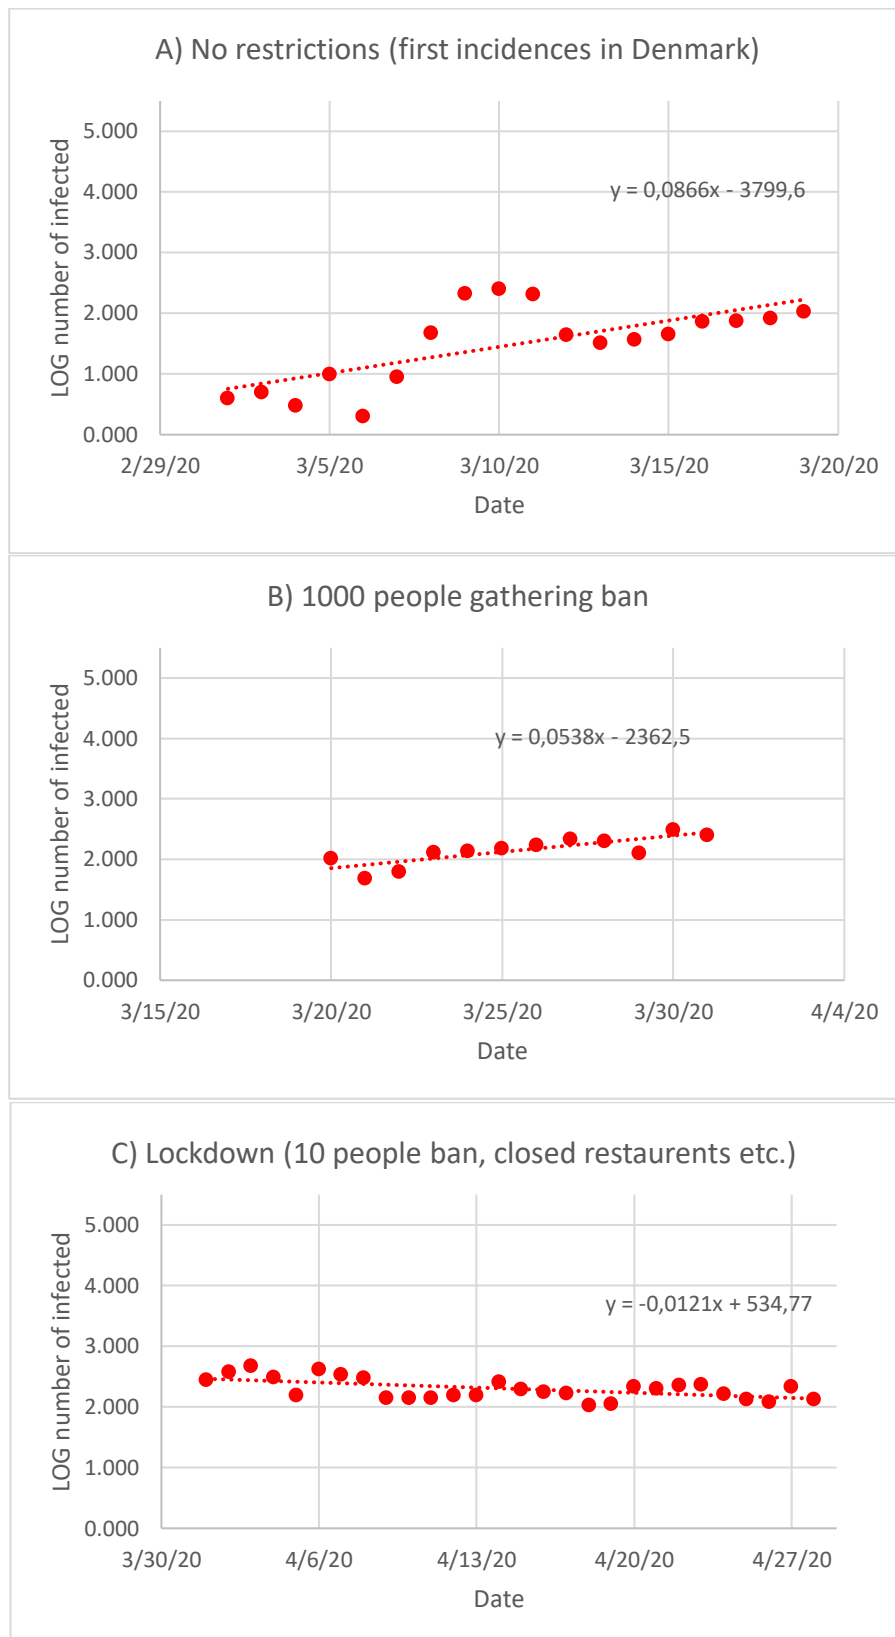 A) No restrictions (first incidences in Denmark)
LOG number of infected
5.000
4.000
3.000
2.000
1.000
0.000
y = 0,0866x - 3799,6
2/29/20 3/5/20 3/10/20 3/15/20 3/20/20
Date
B) 1000 people gathering ban
LOG number of infected
5.000
4.000
3.000
2.000
1.000
0.000
y = 0,0538x - 2362,5
3/15/20 3/20/20 3/25/20 3/30/20 4/4/20
Date
C) Lockdown (10 people ban, closed restaurents etc.)
LOG number of infected
5.000
4.000
3.000
2.000
1.000
0.000
y = -0,0121x + 534,77
3/30/20 4/6/20 4/13/20 4/20/20 4/27/20
Date